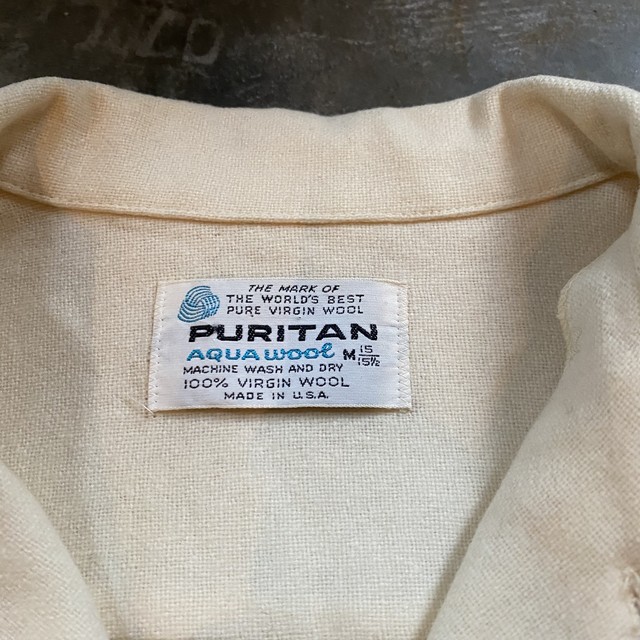 THE MARK OF
THE WORLD'S BEST
PURE VIRGIN WOOL
PURITAN
AQUA wool M 15/15½
MACHINE WASH AND DRY
100% VIRGIN WOOL
MADE IN U.S.A.